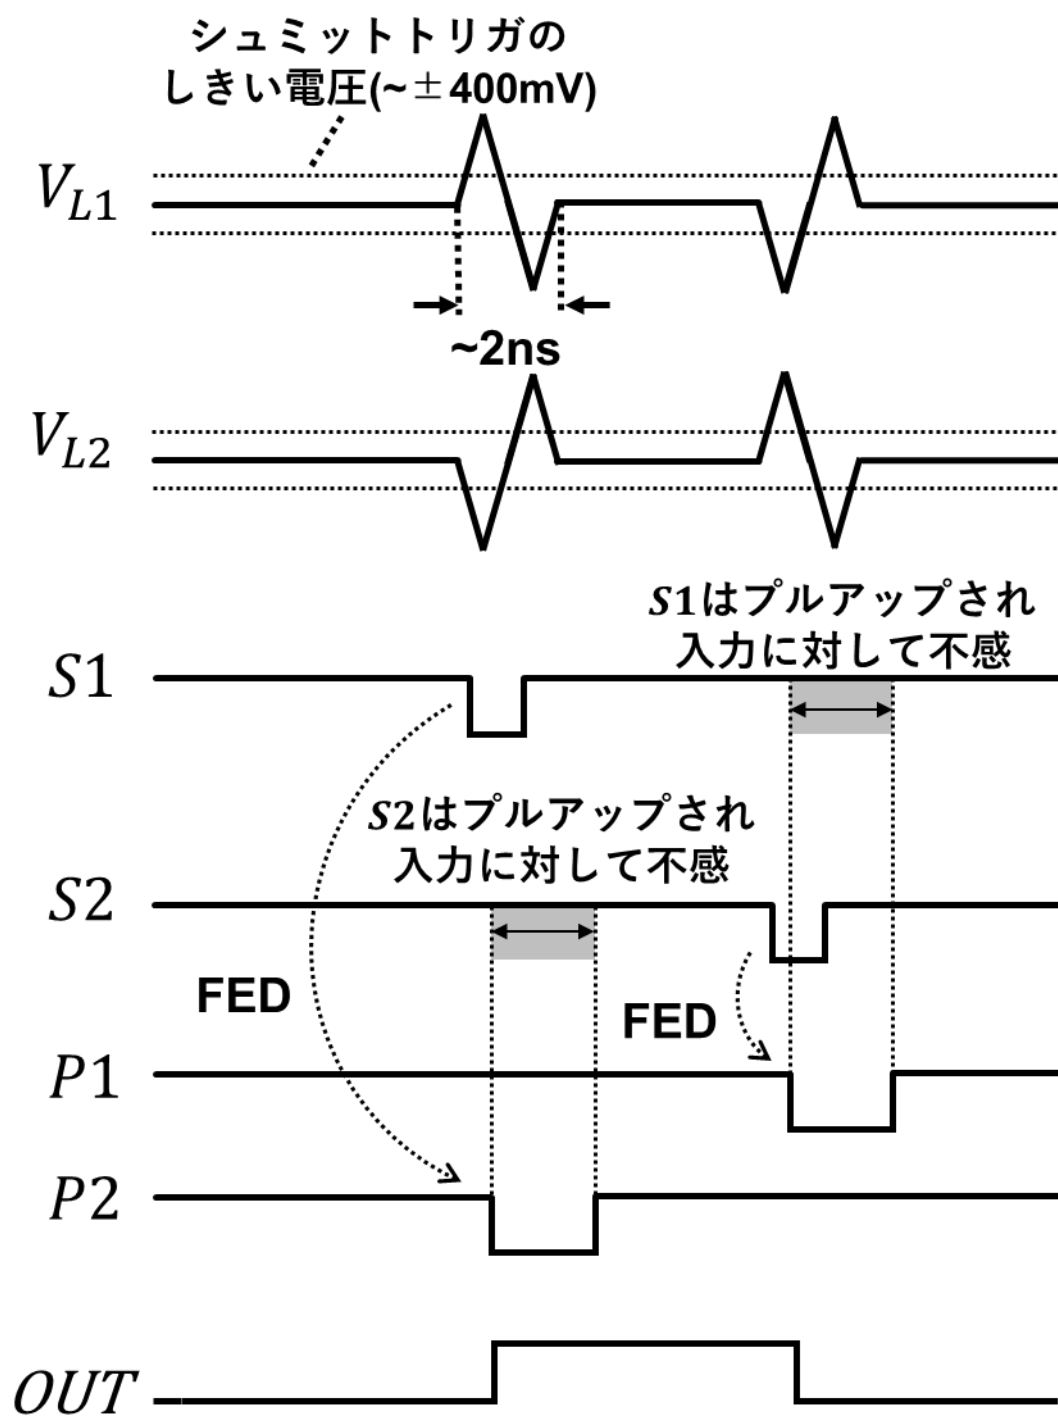 シュミットトリガの
しきい電圧(~±400mV)
V_{L1}
~2ns
V_{L2}
S1はプルアップされ
入力に対して不感
S1
S2はプルアップされ
入力に対して不感
S2
FED
FED
P1
P2
OUT